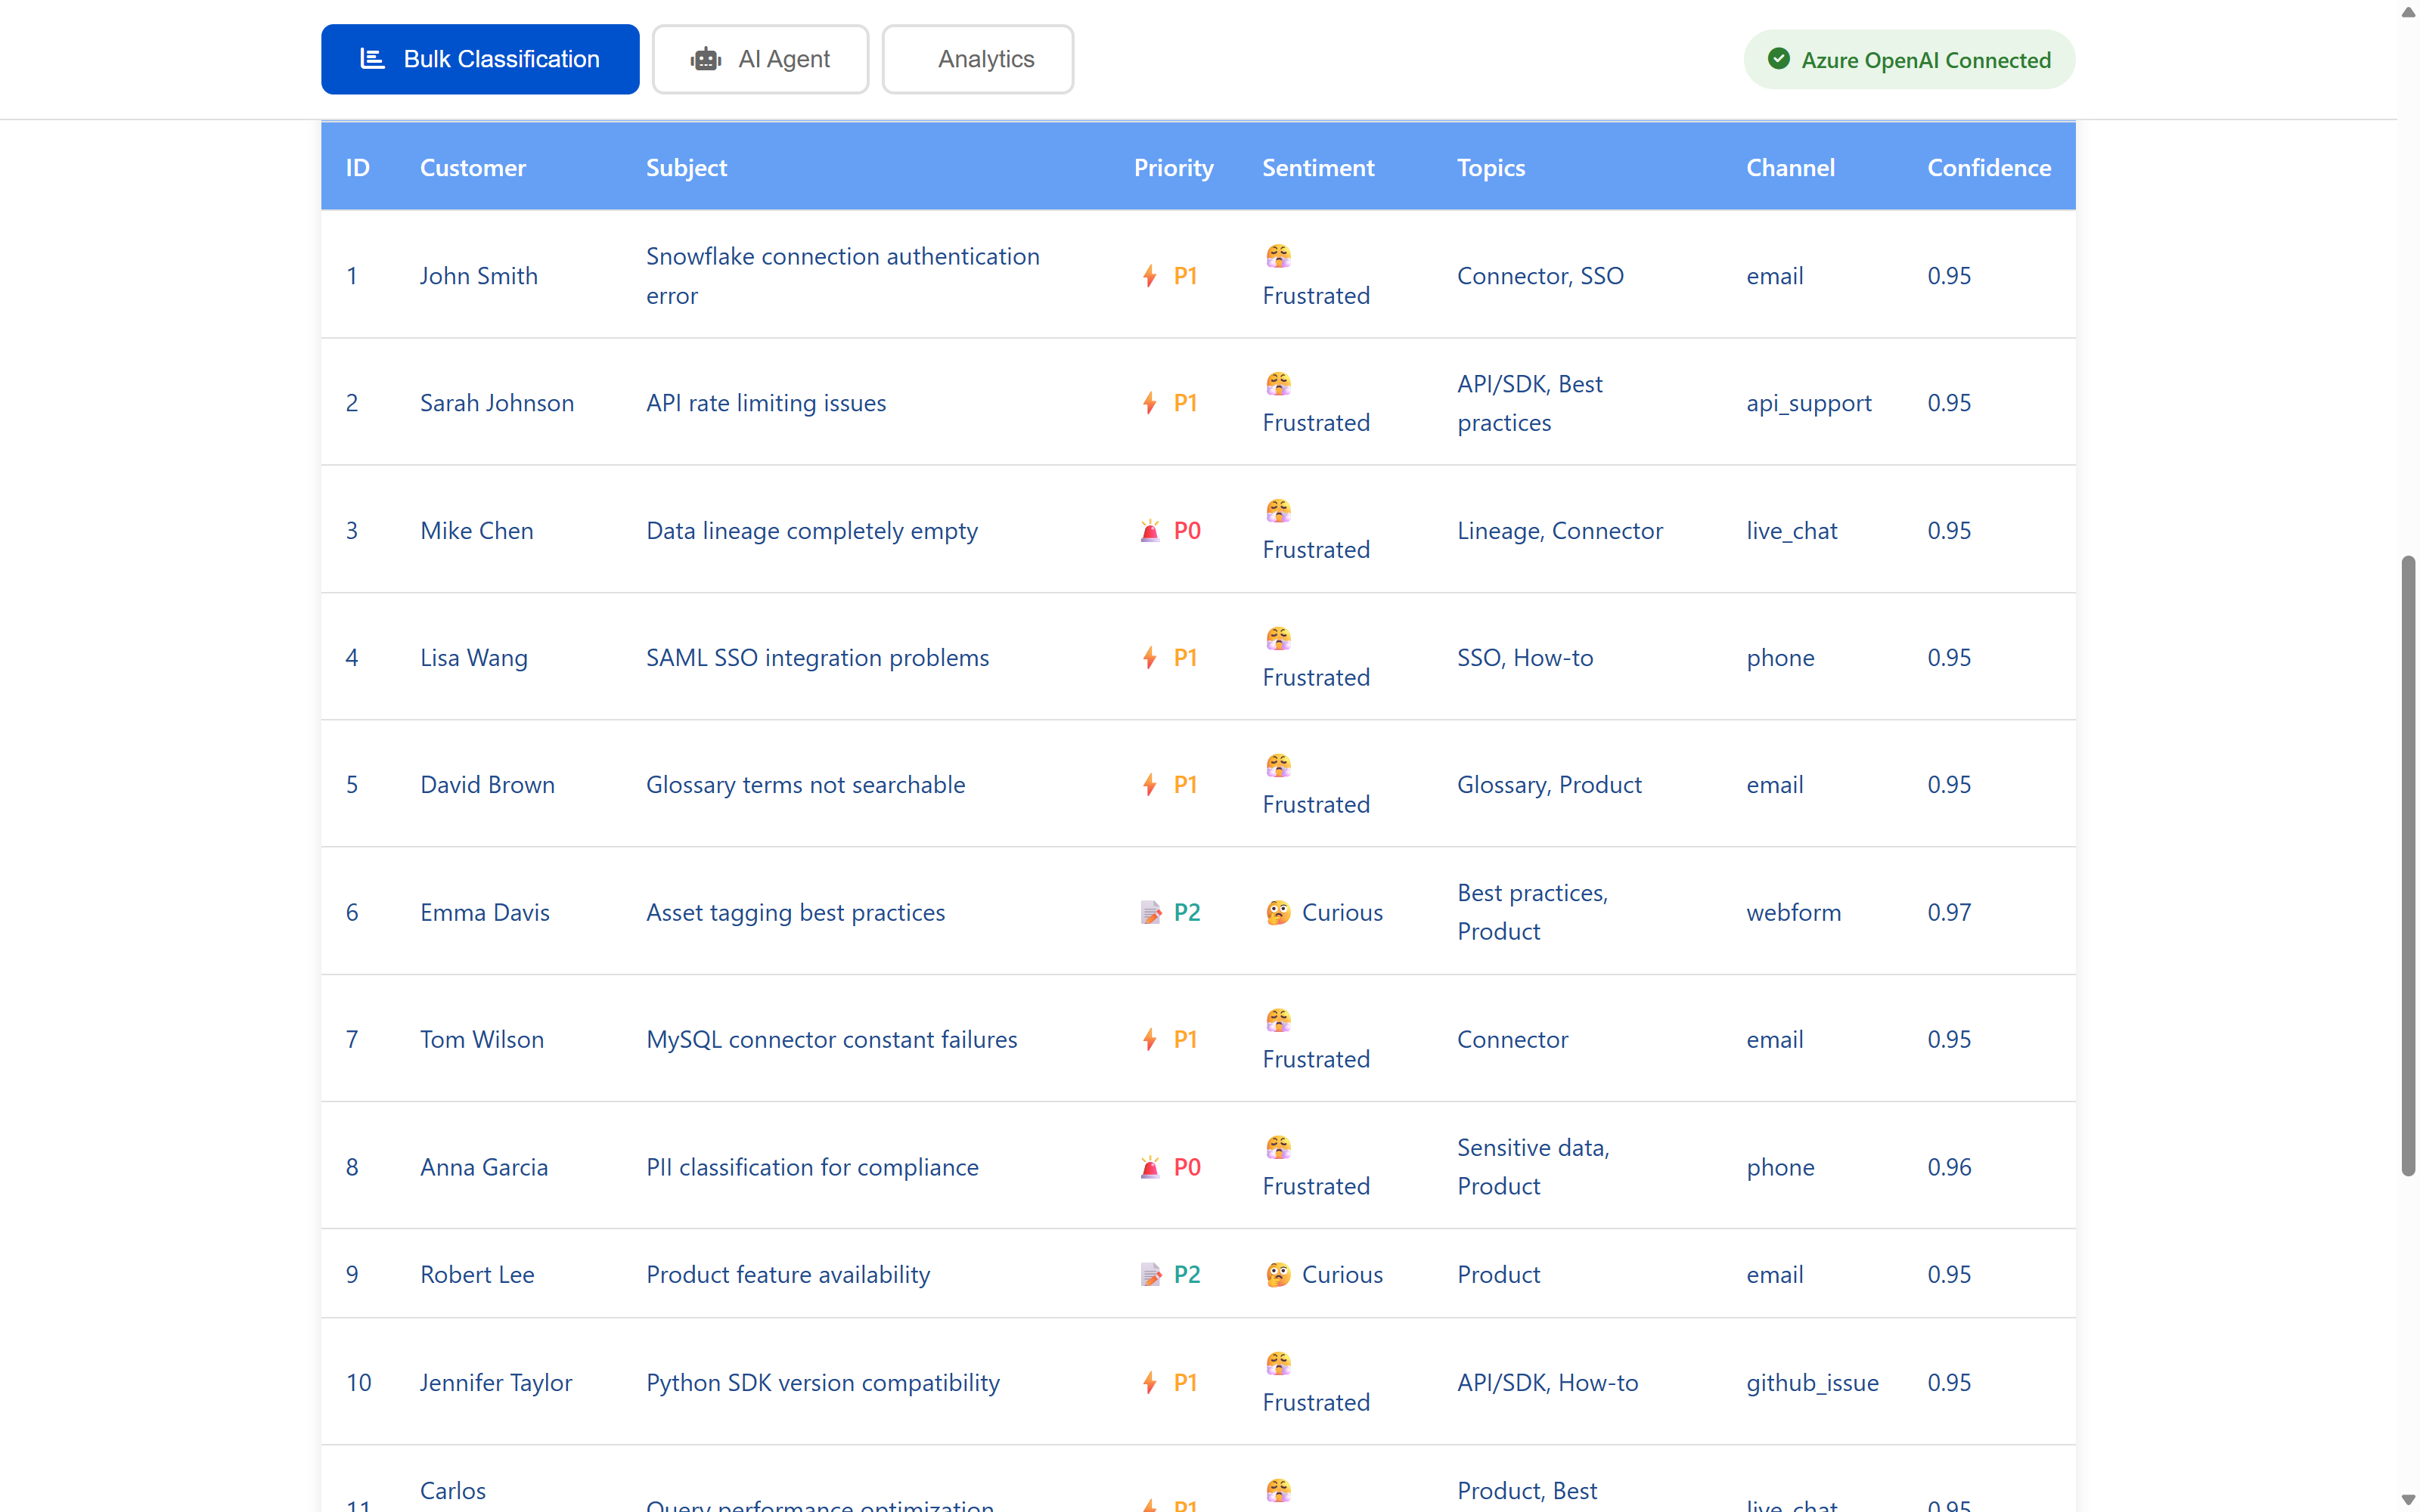 Bulk Classification AI Agent Analytics Azure OpenAI Connected
ID Customer Subject Priority Sentiment Topics Channel Confidence
1 John Smith Snowflake connection authentication error P1 Frustrated Connector, SSO email 0.95
2 Sarah Johnson API rate limiting issues P1 Frustrated API/SDK, Best practices api_support 0.95
3 Mike Chen Data lineage completely empty P0 Frustrated Lineage, Connector live_chat 0.95
4 Lisa Wang SAML SSO integration problems P1 Frustrated SSO, How-to phone 0.95
5 David Brown Glossary terms not searchable P1 Frustrated Glossary, Product email 0.95
6 Emma Davis Asset tagging best practices P2 Curious Best practices, Product webform 0.97
7 Tom Wilson MySQL connector constant failures P1 Frustrated Connector email 0.95
8 Anna Garcia PII classification for compliance P0 Frustrated Sensitive data, Product phone 0.96
9 Robert Lee Product feature availability P2 Curious Product email 0.95
10 Jennifer Taylor Python SDK version compatibility P1 Frustrated API/SDK, How-to github_issue 0.95
11 Carlos Query performance optimization P1 Product, Best live_chat 0.95